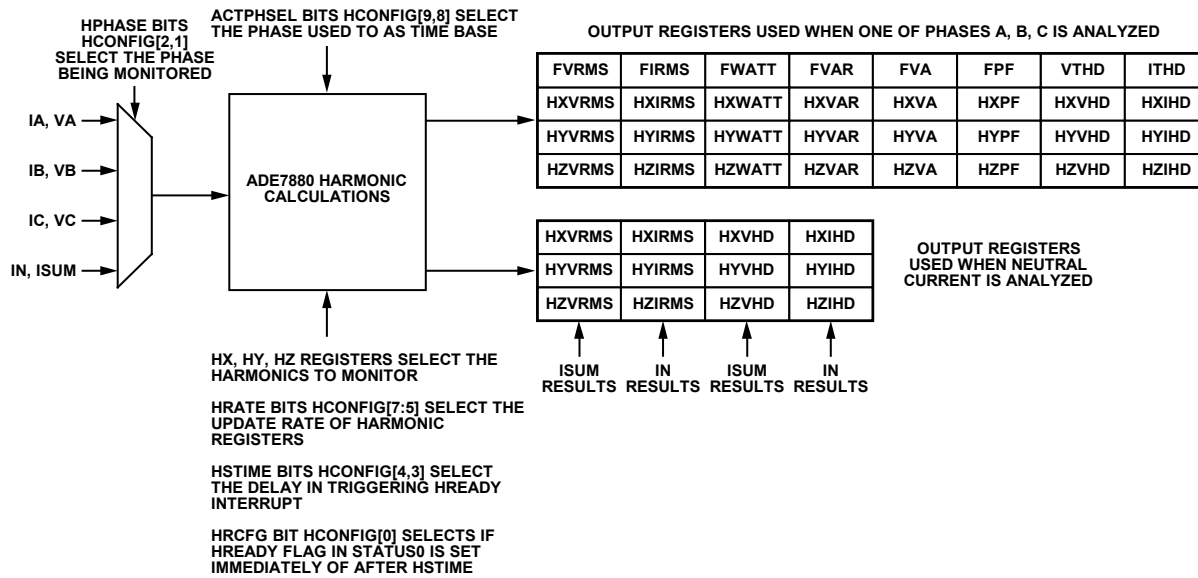 HPHASE BITS
HCONFIG[2,1]
SELECT THE PHASE
BEING MONITORED
ACTPHSEL BITS HCONFIG[9,8] SELECT
THE PHASE USED TO AS TIME BASE
IA, VA
IB, VB
IC, VC
IN, ISUM
ADE7880 HARMONIC
CALCULATIONS
OUTPUT REGISTERS USED WHEN ONE OF PHASES A, B, C IS ANALYZED
FVRMS FIRMS FWATT FVAR FVA FPF VTHD ITHD
HXVRMS HXIRMS HXWATT HXVAR HXVA HXPF HXVHD HXIHD
HYVRMS HYIRMS HYWATT HYVAR HYVA HYPF HYVHD HYIHD
HZVRMS HZIRMS HZWATT HZVAR HZVA HZPF HZVHD HZIHD
HXVRMS HXIRMS HXVHD HXIHD
HYVRMS HYIRMS HYVHD HYIHD
HZVRMS HZIRMS HZVHD HZIHD
OUTPUT REGISTERS
USED WHEN NEUTRAL
CURRENT IS ANALYZED
ISUM
RESULTS
IN
RESULTS
ISUM
RESULTS
IN
RESULTS
HX, HY, HZ REGISTERS SELECT THE
HARMONICS TO MONITOR
HRATE BITS HCONFIG[7:5] SELECT THE
UPDATE RATE OF HARMONIC
REGISTERS
HSTIME BITS HCONFIG[4,3] SELECT
THE DELAY IN TRIGGERING HREADY
INTERRUPT
HRCFG BIT HCONFIG[0] SELECTS IF
HREADY FLAG IN STATUS0 IS SET
IMMEDIATELY OF AFTER HSTIME